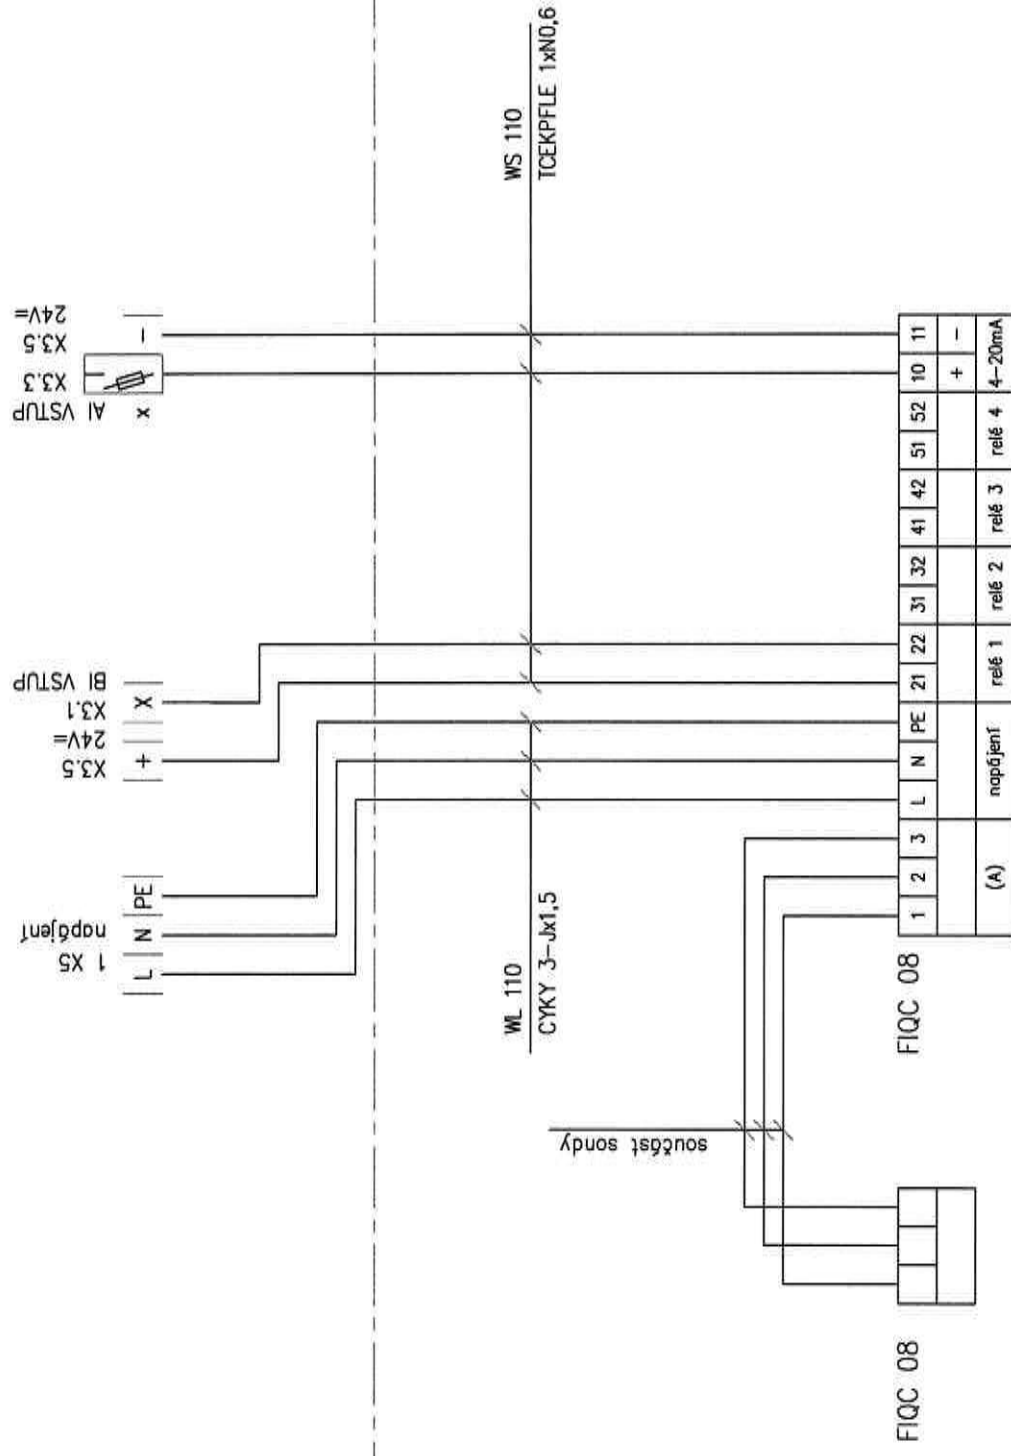 24V=
X3.5
–
X3.3
AI VSTUP
x
BI VSTUP
X3.1
X
24V=
X3.5
+
PE
napájení
N
1 X5
L
WS 110
TCEKPFLE 1xN0,6
WL 110
CYKY 3-Jx1,5
součást sondy
11 –
10 + 4-20mA
52
51 relé 4
42
41 relé 3
32
31 relé 2
22
21 relé 1
PE
N napájení
L
3
2 (A)
1
FIQC 08
FIQC 08